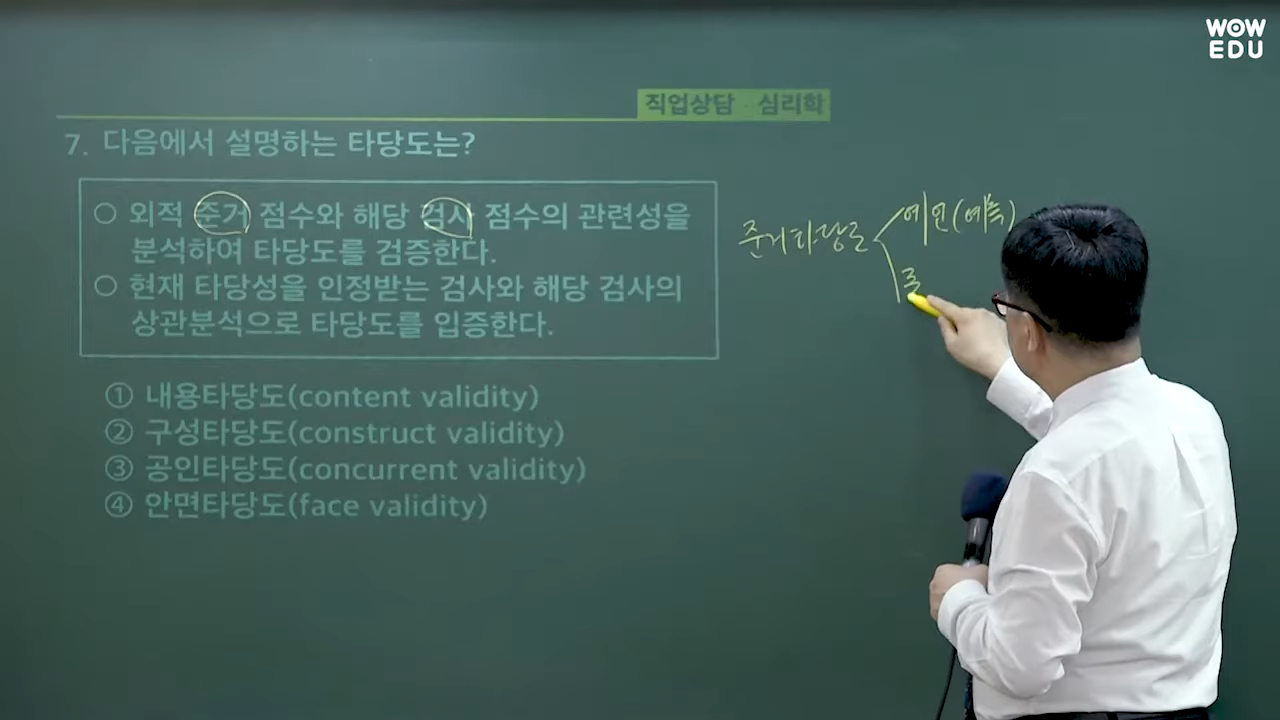 WOW
EDU
직업상담 · 심리학
7. 다음에서 설명하는 타당도는?
○ 외적 준거 점수와 해당 검사 점수의 관련성을
분석하여 타당도를 검증한다.
○ 현재 타당성을 인정받는 검사와 해당 검사의
상관분석으로 타당도를 입증한다.
① 내용타당도(content validity)
② 구성타당도(construct validity)
③ 공인타당도(concurrent validity)
④ 안면타당도(face validity)
준거타당도
예언(예측)